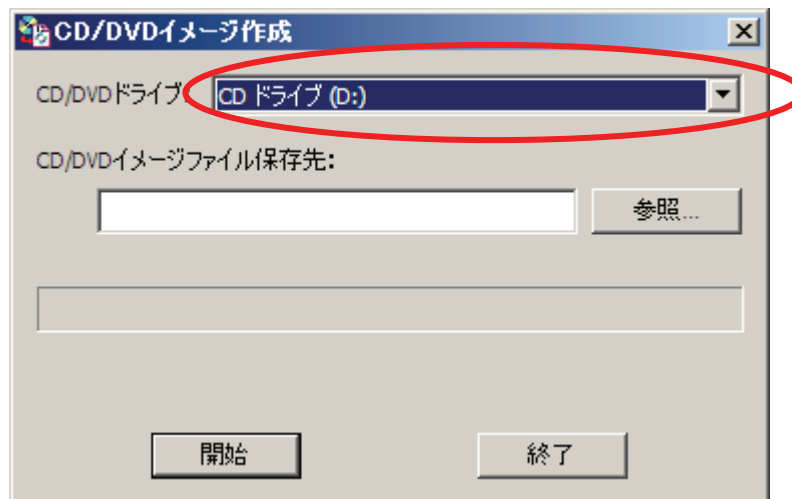 CD/DVDイメージ作成
CD/DVDドライブ:
CD ドライブ (D:)
CD/DVDイメージファイル保存先:
参照...
開始
終了